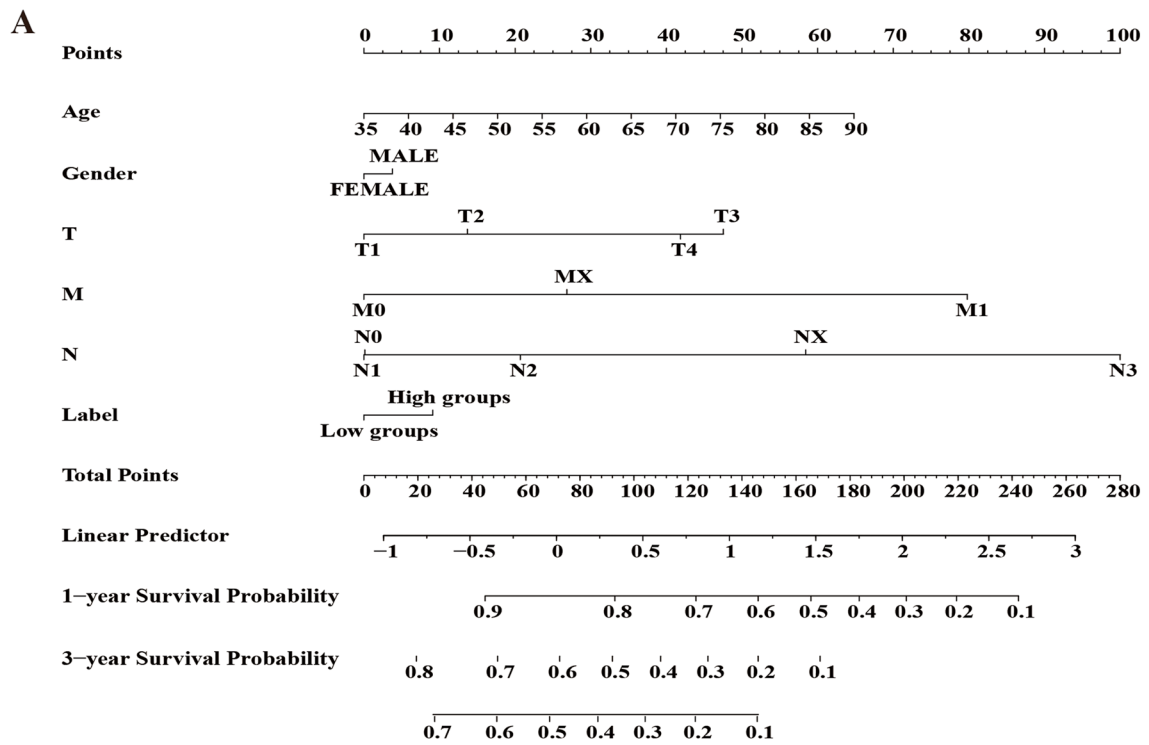 A
Points 0 10 20 30 40 50 60 70 80 90 100
Age 35 40 45 50 55 60 65 70 75 80 85 90
MALE
Gender
FEMALE
T2 T3
T
T1 T4
MX
M
M0 M1
N0 NX
N
N1 N2 N3
High groups
Label
Low groups
Total Points
0 20 40 60 80 100 120 140 160 180 200 220 240 260 280
Linear Predictor
−1 −0.5 0 0.5 1 1.5 2 2.5 3
1−year Survival Probability
0.9 0.8 0.7 0.6 0.5 0.4 0.3 0.2 0.1
3−year Survival Probability
0.8 0.7 0.6 0.5 0.4 0.3 0.2 0.1
0.7 0.6 0.5 0.4 0.3 0.2 0.1